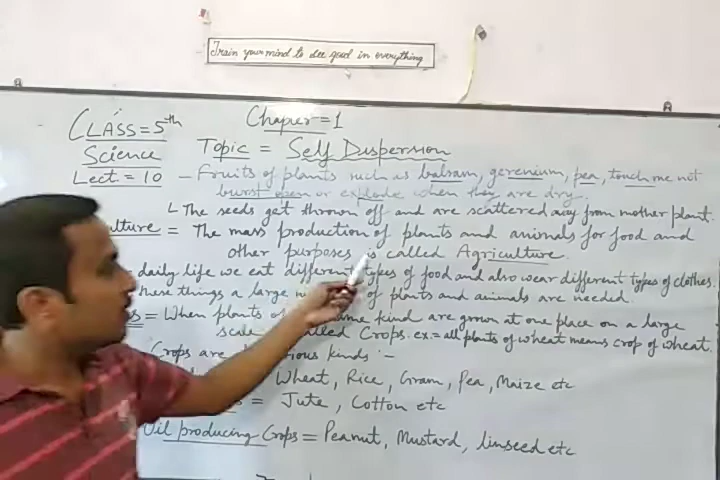 Train your mind to see good in everything
CLASS = 5th Chaper = 1
Science Topic = Self Dispersion
Lect. = 10 - Fruits of plants such as balsam, gerenium, pea, touch me not
burst open or explode when they are dry.
The seeds get thrown off and are scattered away from mother plant.
ulture = The mass production of plants and animals for food and
other purposes is called Agriculture.
daily life we eat different types of food and also wear different types of clothes.
these things a large of plants and animals are needed.
= When plants of same kind are grown at one place on a large
scale called Crops. ex. = all plants of wheat means crop of wheat.
Crops are kinds :-
Wheat, Rice, Gram, Pea, Maize etc
= Jute, Cotton etc
Oil producing Crops = Peanut, Mustard, linseed etc